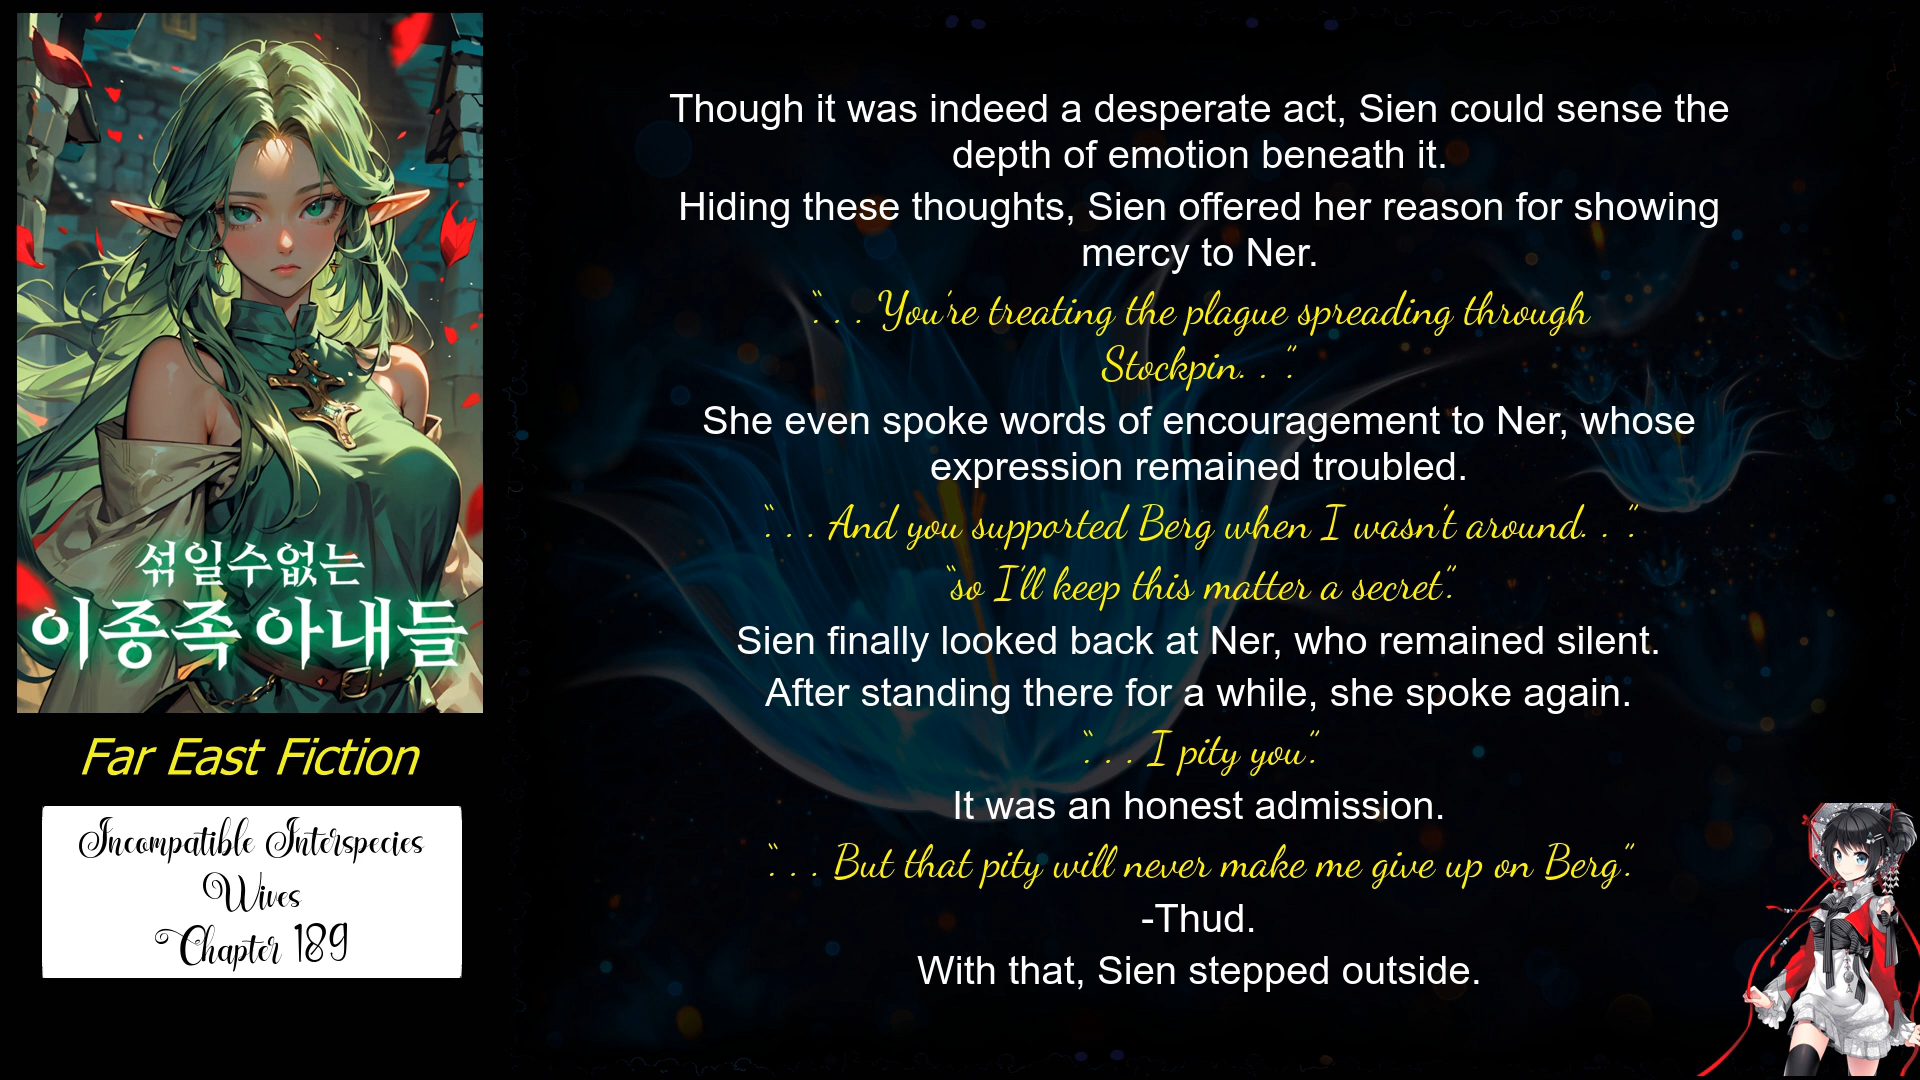 섞일수없는
이종족 아내들
Far East Fiction
Incompatible Interspecies
Wives
Chapter 189
Though it was indeed a desperate act, Sien could sense the
depth of emotion beneath it.
Hiding these thoughts, Sien offered her reason for showing
mercy to Ner.
“. . . You’re treating the plague spreading through
Stockpin. . .”
She even spoke words of encouragement to Ner, whose
expression remained troubled.
“. . . And you supported Berg when I wasn’t around. . .”
“so I’ll keep this matter a secret”.
Sien finally looked back at Ner, who remained silent.
After standing there for a while, she spoke again.
“. . . I pity you”.
It was an honest admission.
“. . . But that pity will never make me give up on Berg”.
-Thud.
With that, Sien stepped outside.